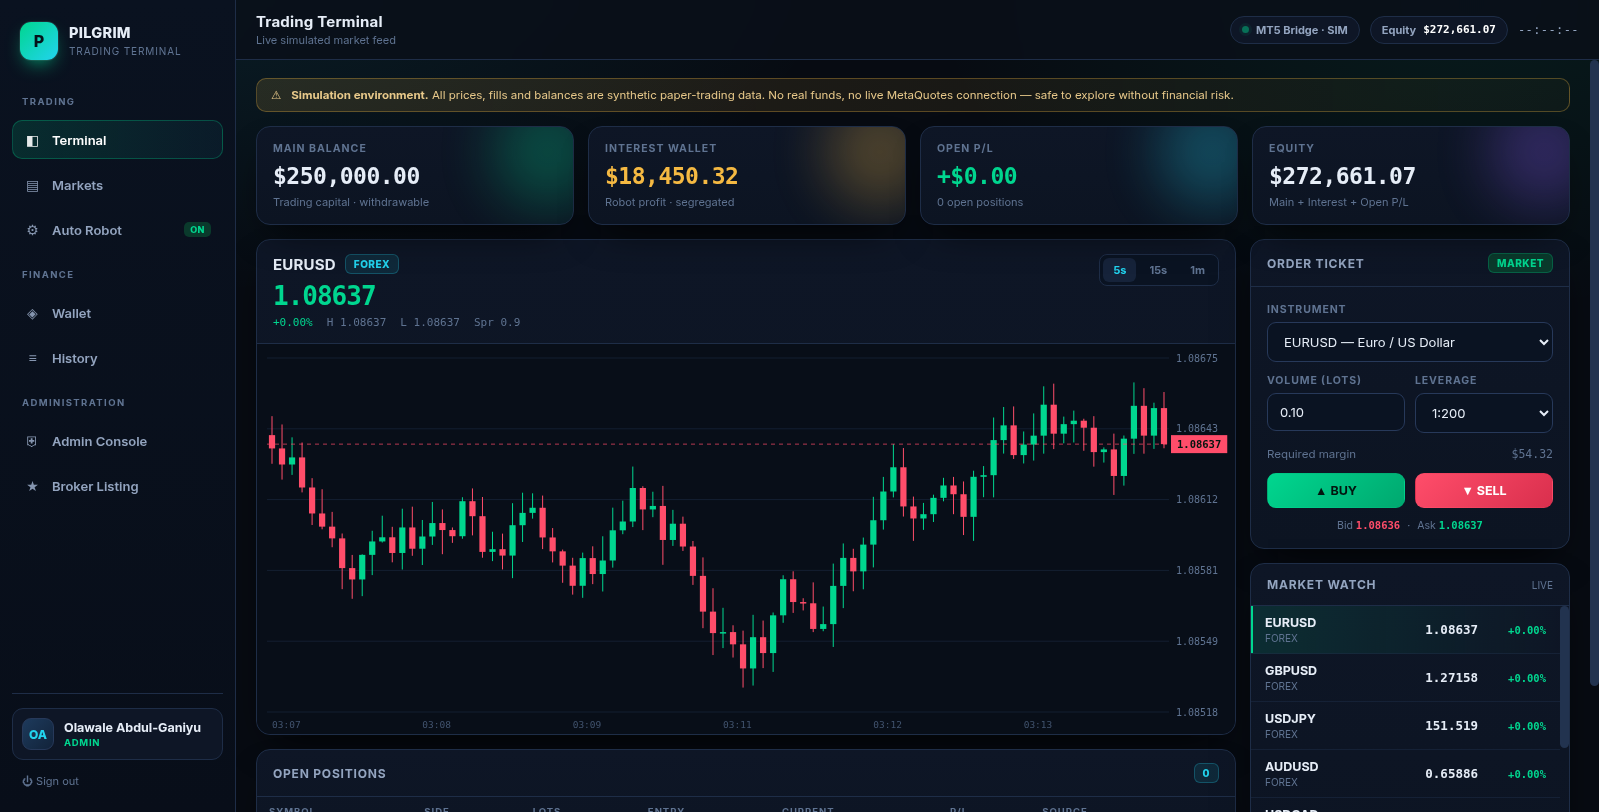 P
PILGRIM
TRADING TERMINAL
TRADING
Terminal
Markets
Auto Robot ON
FINANCE
Wallet
History
ADMINISTRATION
Admin Console
Broker Listing
OA
Olawale Abdul-Ganiyu
ADMIN
Sign out
Trading Terminal
Live simulated market feed
MT5 Bridge · SIM
Equity $272,661.07
--:--:--
⚠ Simulation environment. All prices, fills and balances are synthetic paper-trading data. No real funds, no live MetaQuotes connection — safe to explore without financial risk.
MAIN BALANCE
$250,000.00
Trading capital · withdrawable
INTEREST WALLET
$18,450.32
Robot profit · segregated
OPEN P/L
+$0.00
0 open positions
EQUITY
$272,661.07
Main + Interest + Open P/L
EURUSD FOREX
1.08637
+0.00% H 1.08637 L 1.08637 Spr 0.9
5s 15s 1m
1.08675
1.08643
1.08637
1.08612
1.08581
1.08549
1.08518
03:07 03:08 03:09 03:11 03:12 03:13
OPEN POSITIONS 0
SYMBOL SIDE LOTS ENTRY CURRENT P/L SOURCE
ORDER TICKET MARKET
INSTRUMENT
EURUSD — Euro / US Dollar
VOLUME (LOTS) LEVERAGE
0.10 1:200
Required margin $54.32
▲ BUY ▼ SELL
Bid 1.08636 · Ask 1.08637
MARKET WATCH LIVE
EURUSD 1.08637 +0.00%
FOREX
GBPUSD 1.27158 +0.00%
FOREX
USDJPY 151.519 +0.00%
FOREX
AUDUSD 0.65886 +0.00%
FOREX